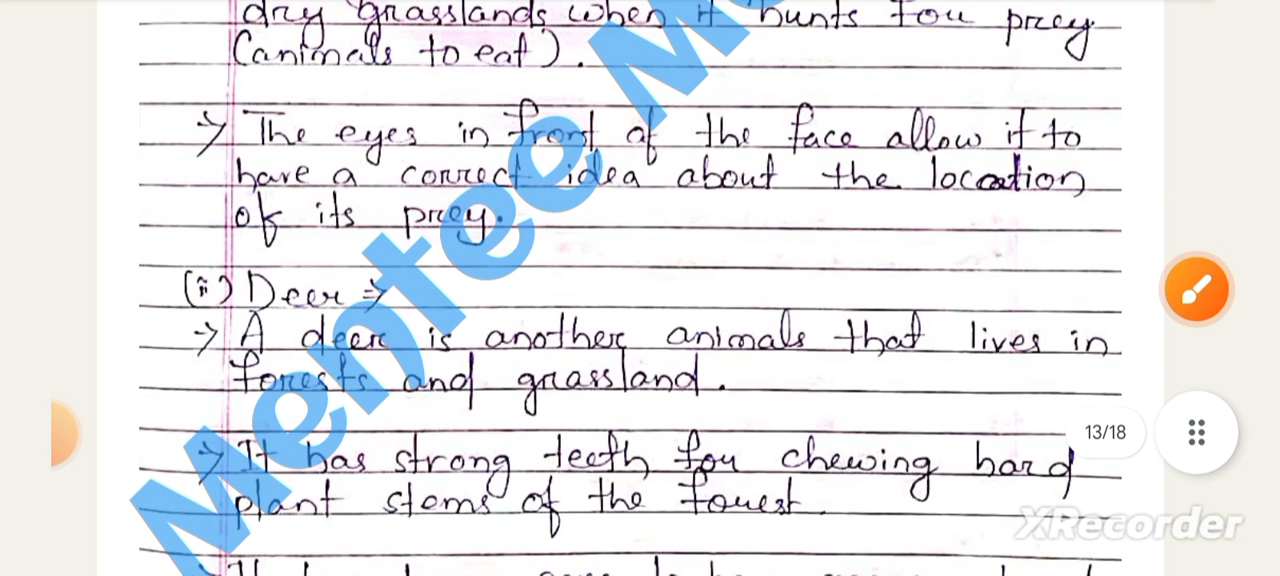 dry grasslands when it hunts for prey
(animals to eat).
→ The eyes in front of the face allow it to
have a correct idea about the location
of its prey.
(ii) Deer ⇒
→ A deer is another animals that lives in
forests and grassland.
→ It has strong teeth for chewing hard
plant stems of the forest.
Mentee
13/18
XRecorder